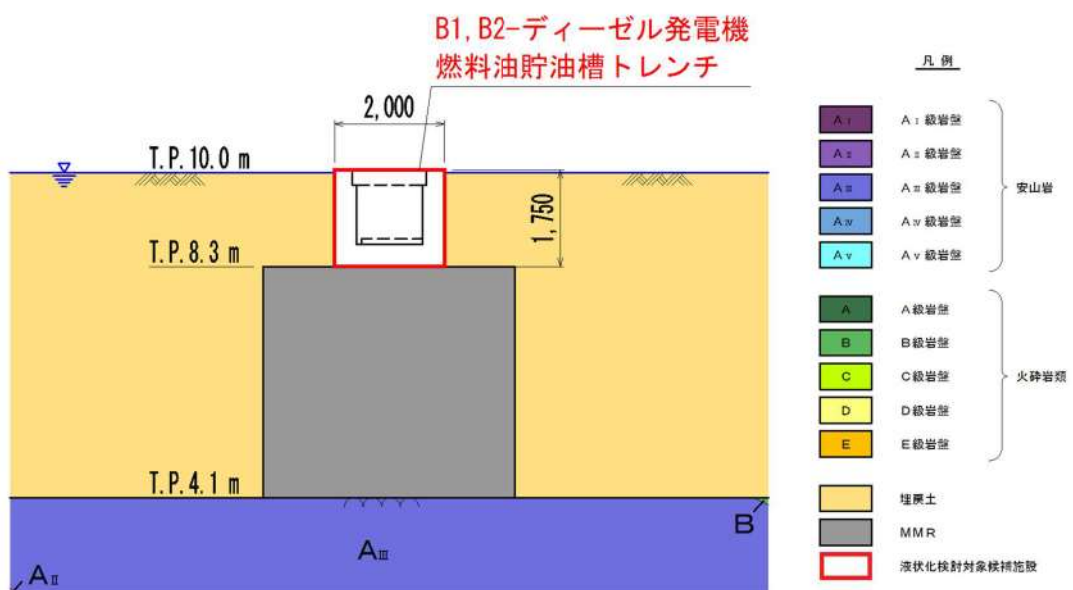 B1,B2-ディーゼル発電機
燃料油貯油槽トレンチ
2,000
T.P.10.0 m
1,750
T.P.8.3 m
T.P.4.1 m
B
AⅢ
AⅡ
凡 例
AⅠ AⅠ級岩盤
AⅡ AⅡ級岩盤
AⅢ AⅢ級岩盤
安山岩
AⅣ AⅣ級岩盤
AⅤ AⅤ級岩盤
A A級岩盤
B B級岩盤
C C級岩盤
火砕岩類
D D級岩盤
E E級岩盤
埋戻土
MMR
液状化検討対象候補施設